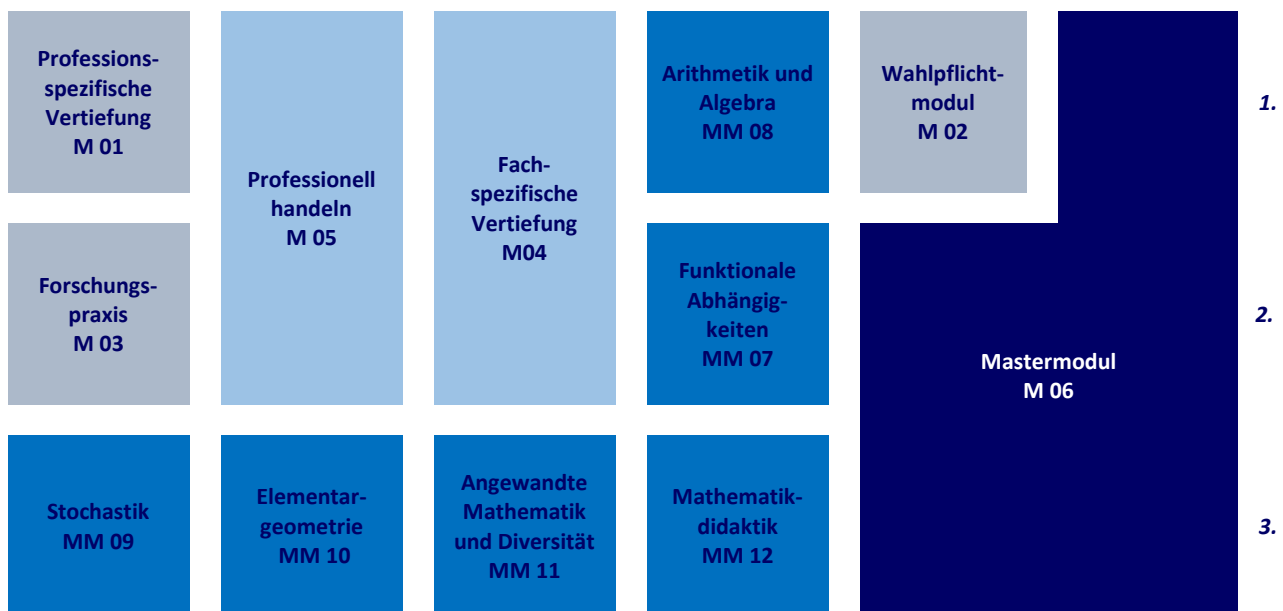 Professions-
spezifische
Vertiefung
M 01
Professionell
handeln
M 05
Fach-
spezifische
Vertiefung
M04
Arithmetik und
Algebra
MM 08
Wahlpflicht-
modul
M 02
1.
Forschungs-
praxis
M 03
Funktionale
Abhängig-
keiten
MM 07
Mastermodul
M 06
2.
Stochastik
MM 09
Elementar-
geometrie
MM 10
Angewandte
Mathematik
und Diversität
MM 11
Mathematik-
didaktik
MM 12
3.